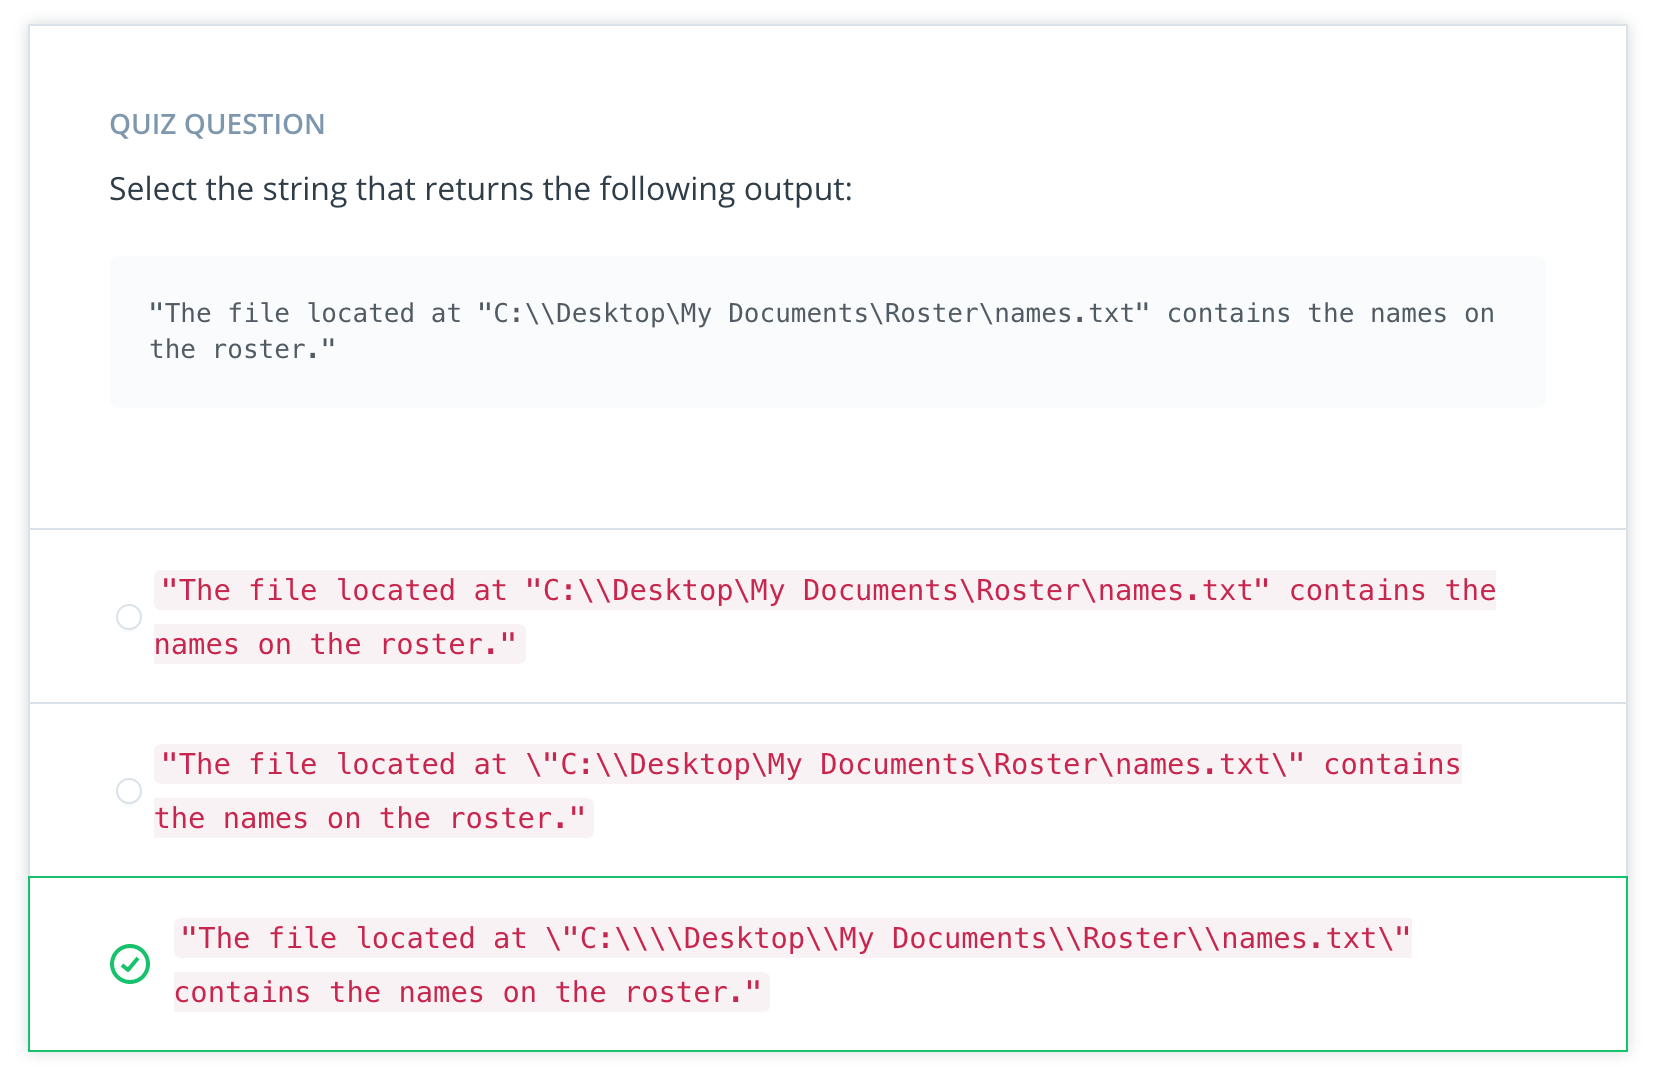 QUIZ QUESTION
Select the string that returns the following output:
"The file located at "C:\\Desktop\My Documents\Roster\names.txt" contains the names on
the roster."
"The file located at "C:\\Desktop\My Documents\Roster\names.txt" contains the
names on the roster."
"The file located at \"C:\\Desktop\My Documents\Roster\names.txt\" contains
the names on the roster."
"The file located at \"C:\\\\Desktop\\My Documents\\Roster\\names.txt\"
contains the names on the roster."